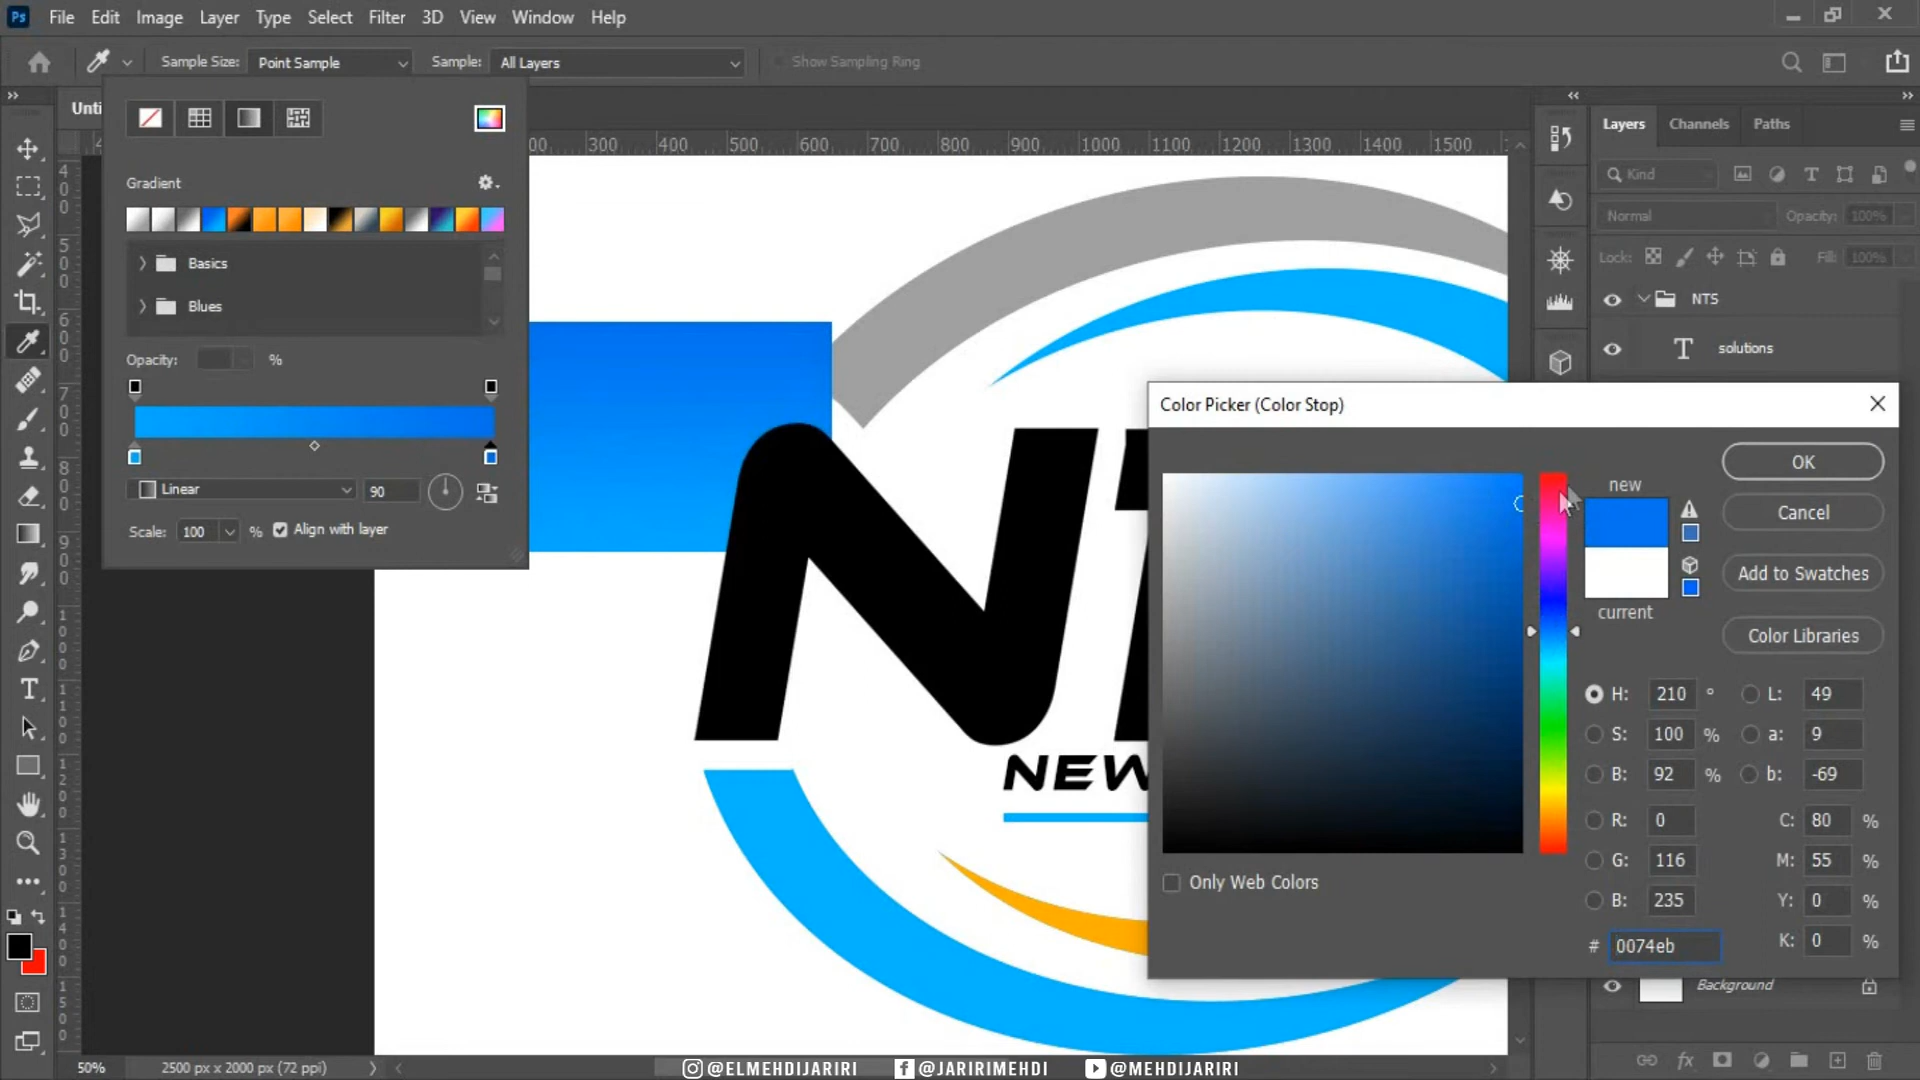 Ps File Edit Image Layer Type Select Filter 3D View Window Help
Sample Size: Point Sample Sample: All Layers Show Sampling Ring
Unti
00 300 400 500 600 700 800 900 1000 1100 1200 1300 1400 1500
Gradient
Basics
Blues
Opacity: %
Linear 90
Scale: 100 % Align with layer
Layers Channels Paths
Kind
Normal Opacity: 100%
Lock: Fill: 100%
NTS
T solutions
N
NEW
Color Picker (Color Stop)
OK
new
Cancel
Add to Swatches
current
Color Libraries
H: 210 ° L: 49
S: 100 % a: 9
B: 92 % b: -69
R: 0 C: 80 %
G: 116 M: 55 %
B: 235 Y: 0 %
# 0074eb K: 0 %
Only Web Colors
Background
50% 2500 px x 2000 px (72 ppi)
@ELMEHDIJARIRI @JARIRIMEHDI @MEHDIJARIRI